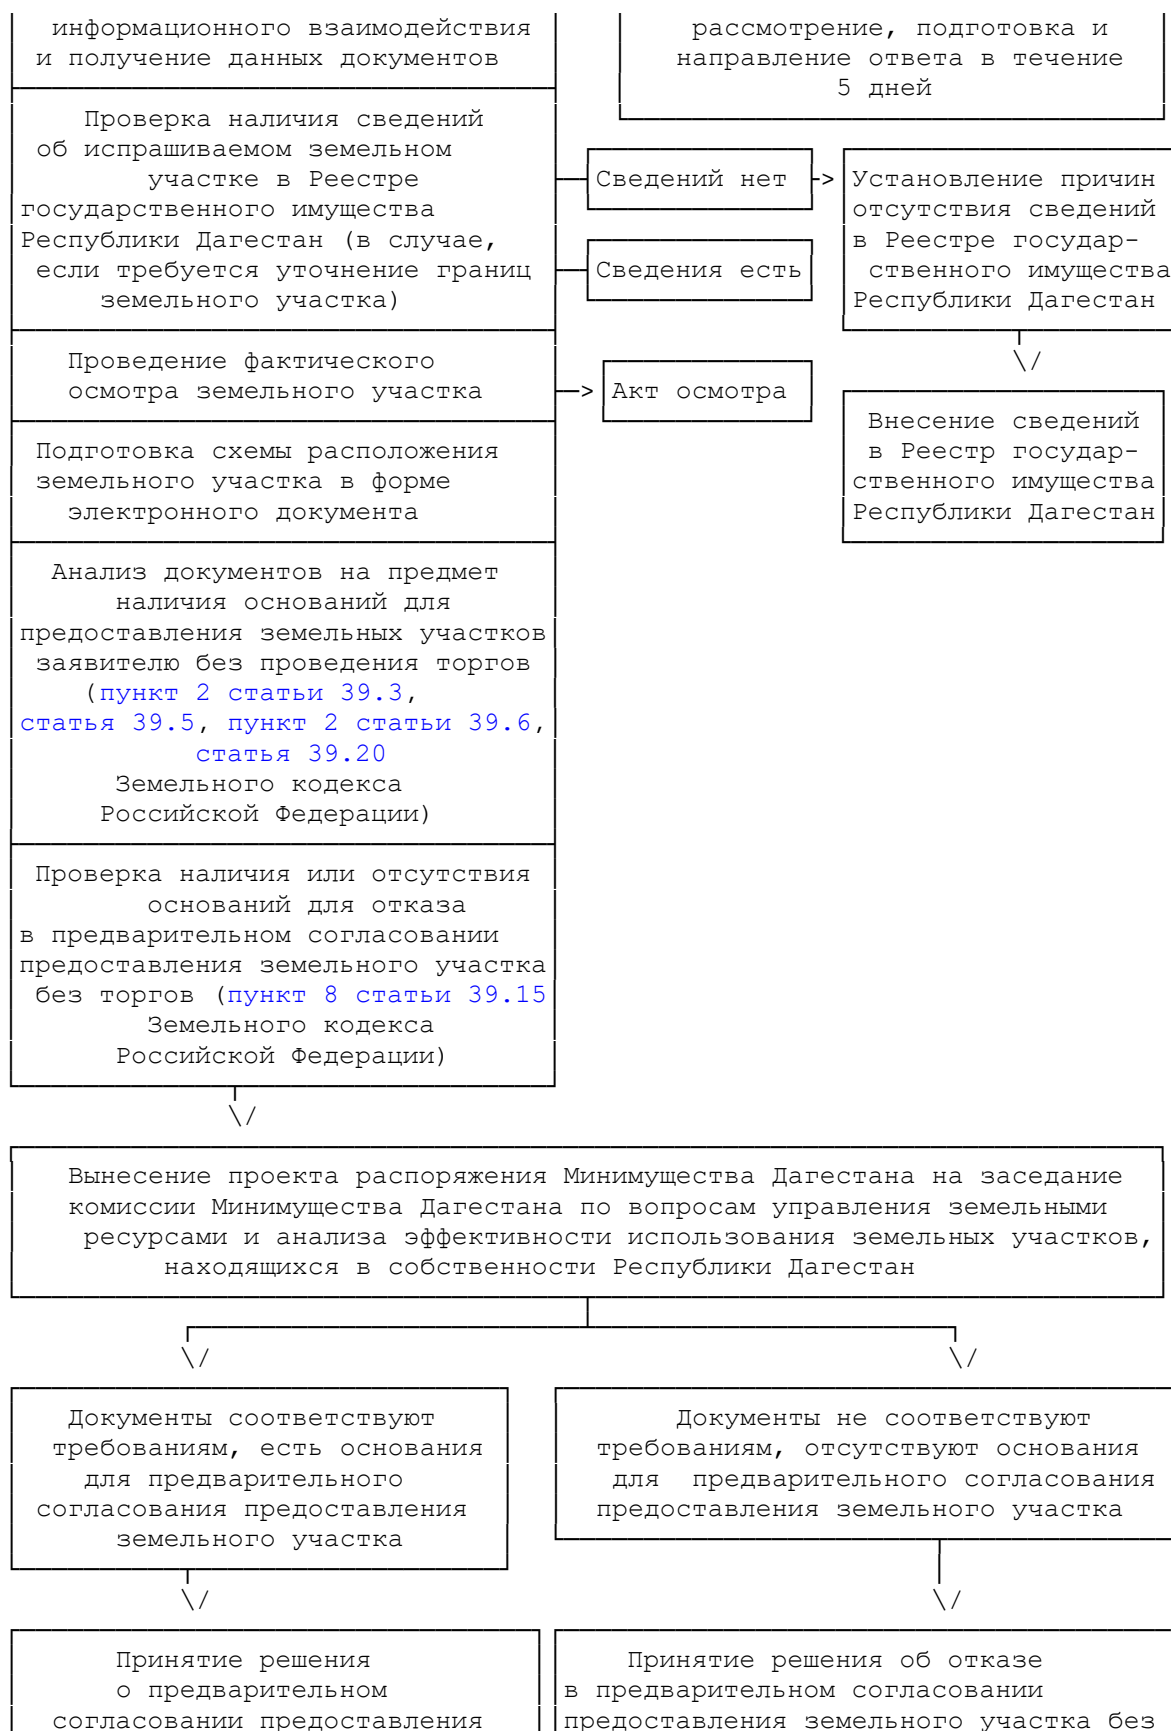 информационного взаимодействия
и получение данных документов
рассмотрение, подготовка и
направление ответа в течение
5 дней
Проверка наличия сведений
об испрашиваемом земельном
участке в Реестре
государственного имущества
Республики Дагестан (в случае,
если требуется уточнение границ
земельного участка)
Сведений нет
->
Установление причин
отсутствия сведений
в Реестре государ-
ственного имущества
Республики Дагестан
Сведения есть
\/
Проведение фактического
осмотра земельного участка
->
Акт осмотра
Внесение сведений
в Реестр государ-
ственного имущества
Республики Дагестан
Подготовка схемы расположения
земельного участка в форме
электронного документа
Анализ документов на предмет
наличия оснований для
предоставления земельных участков
заявителю без проведения торгов
(пункт 2 статьи 39.3,
статья 39.5, пункт 2 статьи 39.6,
статья 39.20
Земельного кодекса
Российской Федерации)
Проверка наличия или отсутствия
оснований для отказа
в предварительном согласовании
предоставления земельного участка
без торгов (пункт 8 статьи 39.15
Земельного кодекса
Российской Федерации)
\/
Вынесение проекта распоряжения Минимущества Дагестана на заседание
комиссии Минимущества Дагестана по вопросам управления земельными
ресурсами и анализа эффективности использования земельных участков,
находящихся в собственности Республики Дагестан
\/ \/
Документы соответствуют
требованиям, есть основания
для предварительного
согласования предоставления
земельного участка
Документы не соответствуют
требованиям, отсутствуют основания
для предварительного согласования
предоставления земельного участка
\/ \/
Принятие решения
о предварительном
согласовании предоставления
Принятие решения об отказе
в предварительном согласовании
предоставления земельного участка без